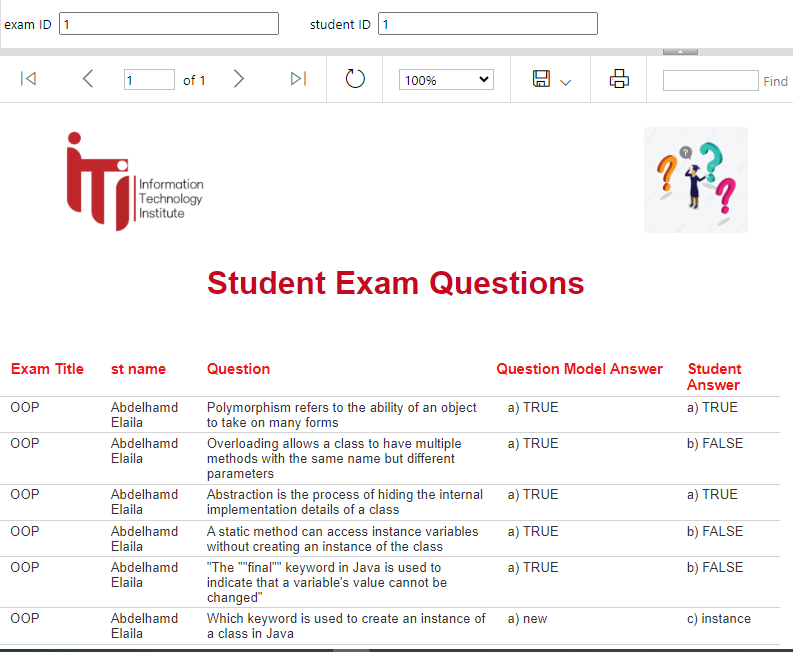 exam ID 1 student ID 1
1 of 1 100% Find
Information
Technology
Institute
Student Exam Questions
Exam Title st name Question Question Model Answer Student
Answer
OOP Abdelhamd Polymorphism refers to the ability of an object a) TRUE a) TRUE
Elaila to take on many forms
OOP Abdelhamd Overloading allows a class to have multiple a) TRUE b) FALSE
Elaila methods with the same name but different
parameters
OOP Abdelhamd Abstraction is the process of hiding the internal a) TRUE a) TRUE
Elaila implementation details of a class
OOP Abdelhamd A static method can access instance variables a) TRUE b) FALSE
Elaila without creating an instance of the class
OOP Abdelhamd "The ""final"" keyword in Java is used to a) TRUE b) FALSE
Elaila indicate that a variable's value cannot be
changed"
OOP Abdelhamd Which keyword is used to create an instance of a) new c) instance
Elaila a class in Java